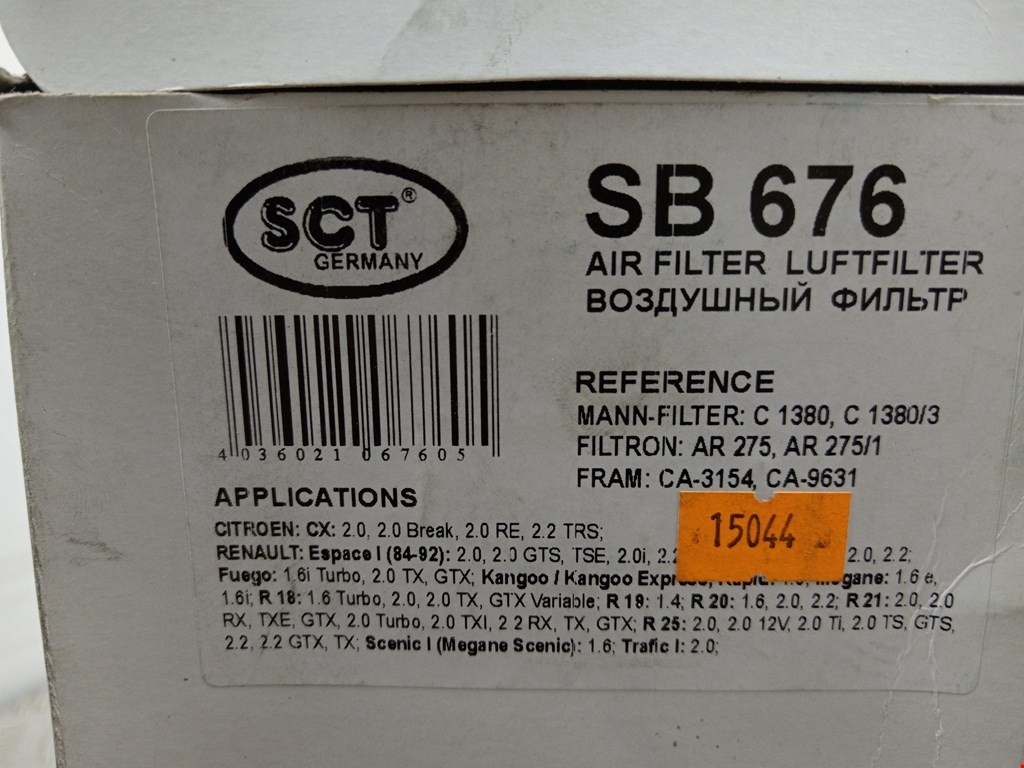 SCT®
GERMANY
SB 676
AIR FILTER LUFTFILTER
ВОЗДУШНЫЙ ФИЛЬТР
4 036021 067605
REFERENCE
MANN-FILTER: C 1380, C 1380/3
FILTRON: AR 275, AR 275/1
FRAM: CA-3154, CA-9631
15044
APPLICATIONS
CITROEN: CX: 2.0, 2.0 Break, 2.0 RE, 2.2 TRS;
RENAULT: Espace I (84-92): 2.0, 2.0 GTS, TSE, 2.0i, 2.0, 2.2;
Fuego: 1.6i Turbo, 2.0 TX, GTX; Kangoo / Kangoo Express, Rapid: Megane: 1.6 e,
1.6i; R 18: 1.6 Turbo, 2.0, 2.0 TX, GTX Variable; R 19: 1.4; R 20: 1.6, 2.0, 2.2; R 21: 2.0, 2.0
RX, TXE, GTX, 2.0 Turbo, 2.0 TXI, 2 2 RX, TX, GTX; R 25: 2.0, 2.0 12V, 2.0 Ti, 2.0 TS, GTS,
2.2, 2.2 GTX, TX; Scenic I (Megane Scenic): 1.6; Trafic I: 2.0;